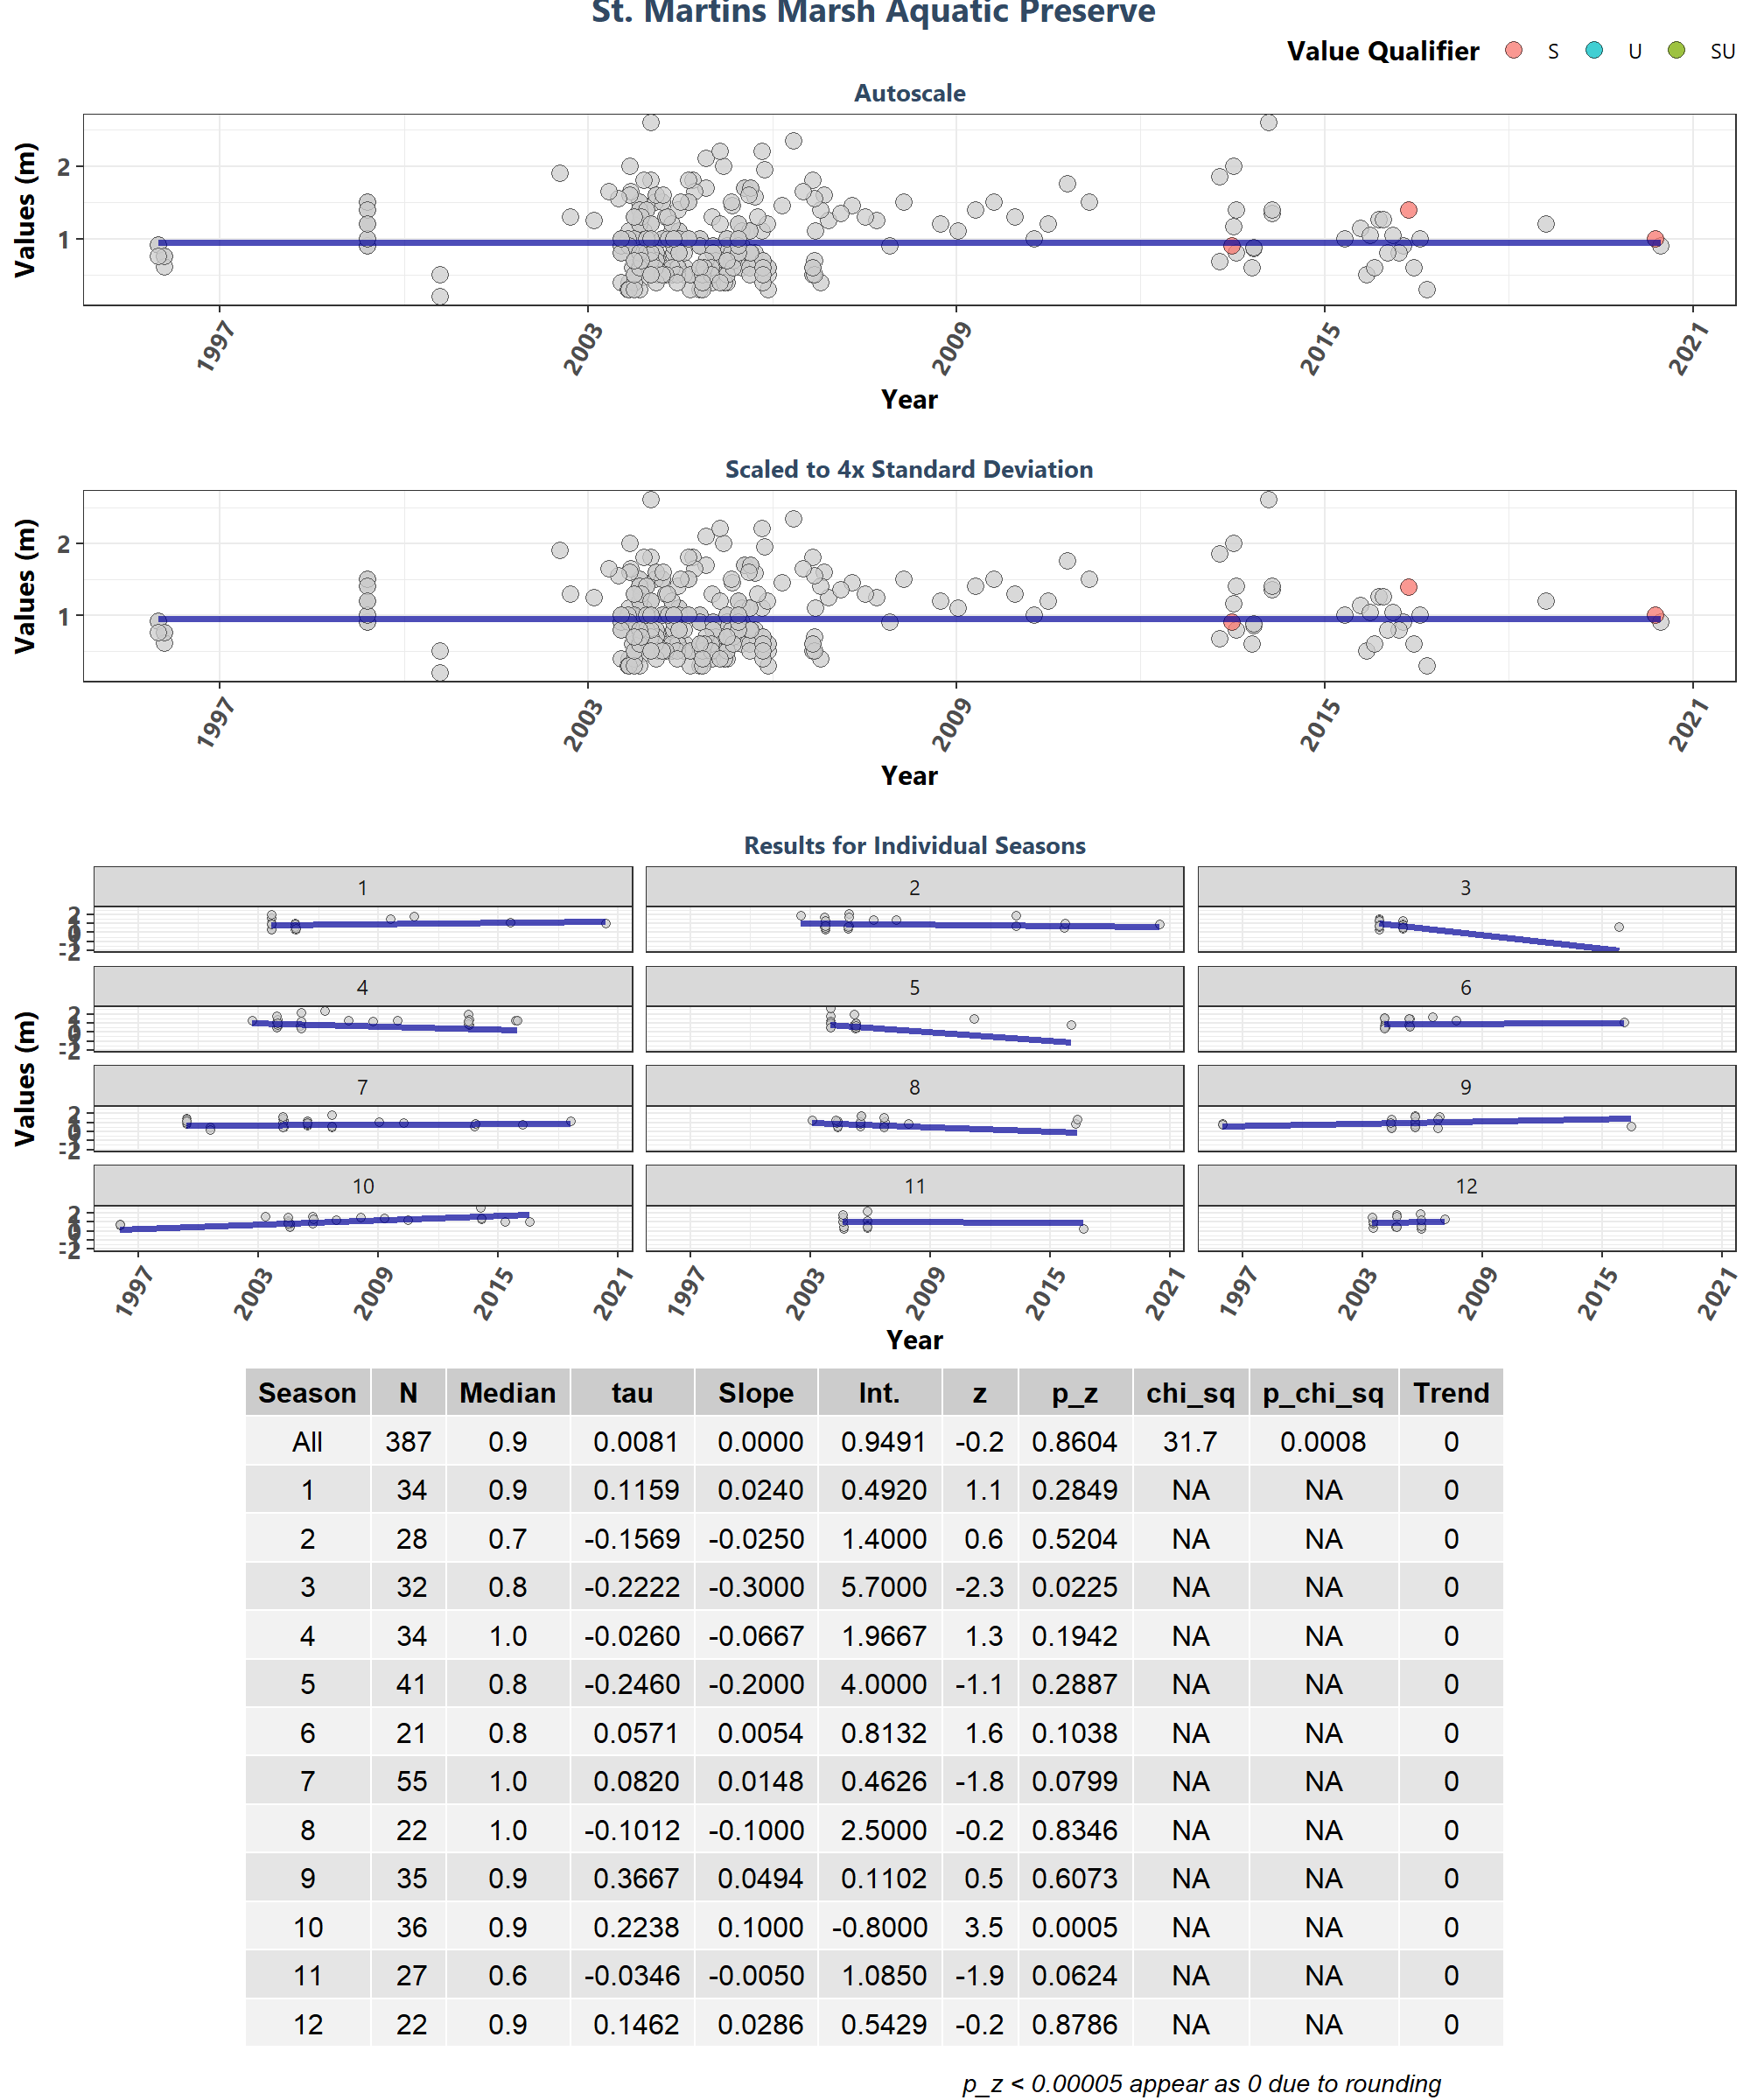 St. Martins Marsh Aquatic Preserve
Value Qualifier S U SU
Autoscale
Values (m)
2
1
1997 2003 2009 2015 2021
Year
Scaled to 4x Standard Deviation
Values (m)
2
1
1997 2003 2009 2015 2021
Year
Results for Individual Seasons
Values (m)
1 2 3
2
0
-2
4 5 6
2
0
-2
7 8 9
2
0
-2
10 11 12
2
0
-2
1997 2003 2009 2015 2021 1997 2003 2009 2015 2021 1997 2003 2009 2015 2021
Year
Season N Median tau Slope Int. z p_z chi_sq p_chi_sq Trend
All 387 0.9 0.0081 0.0000 0.9491 -0.2 0.8604 31.7 0.0008 0
1 34 0.9 0.1159 0.0240 0.4920 1.1 0.2849 NA NA 0
2 28 0.7 -0.1569 -0.0250 1.4000 0.6 0.5204 NA NA 0
3 32 0.8 -0.2222 -0.3000 5.7000 -2.3 0.0225 NA NA 0
4 34 1.0 -0.0260 -0.0667 1.9667 1.3 0.1942 NA NA 0
5 41 0.8 -0.2460 -0.2000 4.0000 -1.1 0.2887 NA NA 0
6 21 0.8 0.0571 0.0054 0.8132 1.6 0.1038 NA NA 0
7 55 1.0 0.0820 0.0148 0.4626 -1.8 0.0799 NA NA 0
8 22 1.0 -0.1012 -0.1000 2.5000 -0.2 0.8346 NA NA 0
9 35 0.9 0.3667 0.0494 0.1102 0.5 0.6073 NA NA 0
10 36 0.9 0.2238 0.1000 -0.8000 3.5 0.0005 NA NA 0
11 27 0.6 -0.0346 -0.0050 1.0850 -1.9 0.0624 NA NA 0
12 22 0.9 0.1462 0.0286 0.5429 -0.2 0.8786 NA NA 0
p_z < 0.00005 appear as 0 due to rounding